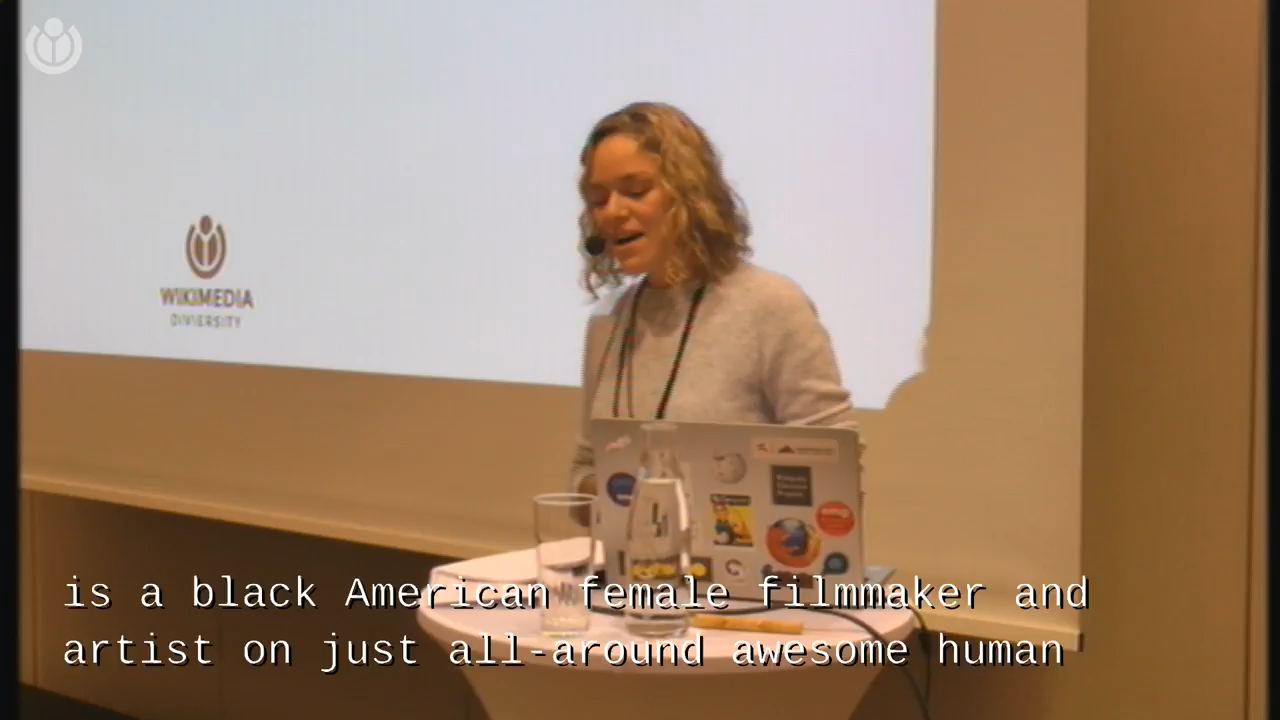 WIKIMEDIA
DIVERSITY
is a black American female filmmaker and
artist on just all-around awesome human